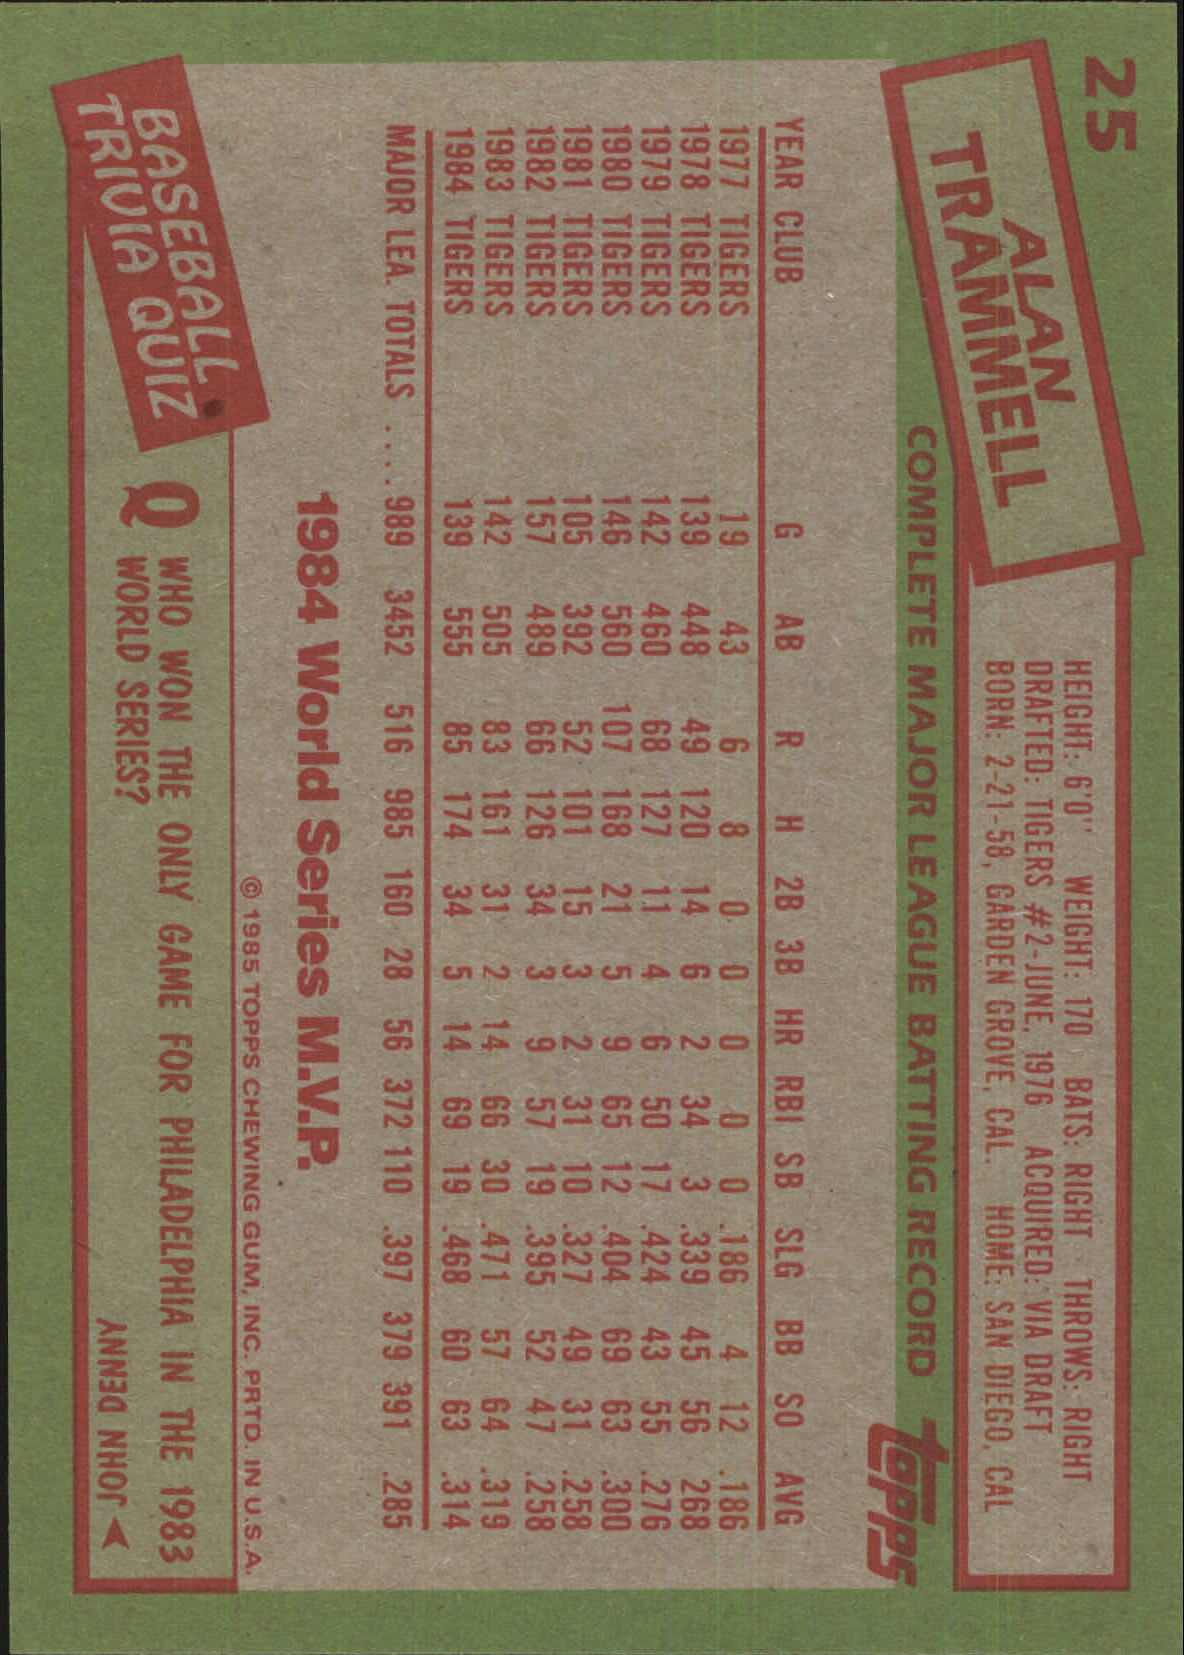 25
ALAN
TRAMMELL
HEIGHT: 6'0" WEIGHT: 170 BATS: RIGHT THROWS: RIGHT
DRAFTED: TIGERS #2-JUNE, 1976 ACQUIRED: VIA DRAFT
BORN: 2-21-58, GARDEN GROVE, CAL. HOME: SAN DIEGO, CAL
COMPLETE MAJOR LEAGUE BATTING RECORD
topps
YEAR CLUB G AB R H 2B 3B HR RBI SB SLG BB SO AVG
1977 TIGERS 19 43 6 8 0 0 0 0 0 .186 4 12 .186
1978 TIGERS 139 448 49 120 14 6 2 34 3 .339 45 56 .268
1979 TIGERS 142 460 68 127 11 4 6 50 17 .424 43 55 .276
1980 TIGERS 146 560 107 168 21 5 9 65 12 .404 69 63 .300
1981 TIGERS 105 392 52 101 15 3 2 31 10 .327 49 31 .258
1982 TIGERS 157 489 66 126 34 3 9 57 19 .395 52 47 .258
1983 TIGERS 142 505 83 161 31 2 14 66 30 .471 57 64 .319
1984 TIGERS 139 555 85 174 34 5 14 69 19 .468 60 63 .314
MAJOR LEA. TOTALS ....989 3452 516 985 160 28 56 372 110 .397 379 391 .285
1984 World Series M.V.P.
© 1985 TOPPS CHEWING GUM, INC. PRTD. IN U.S.A.
BASEBALL
TRIVIA QUIZ
Q WHO WON THE ONLY GAME FOR PHILADELPHIA IN THE 1983
WORLD SERIES?
JOHN DENNY